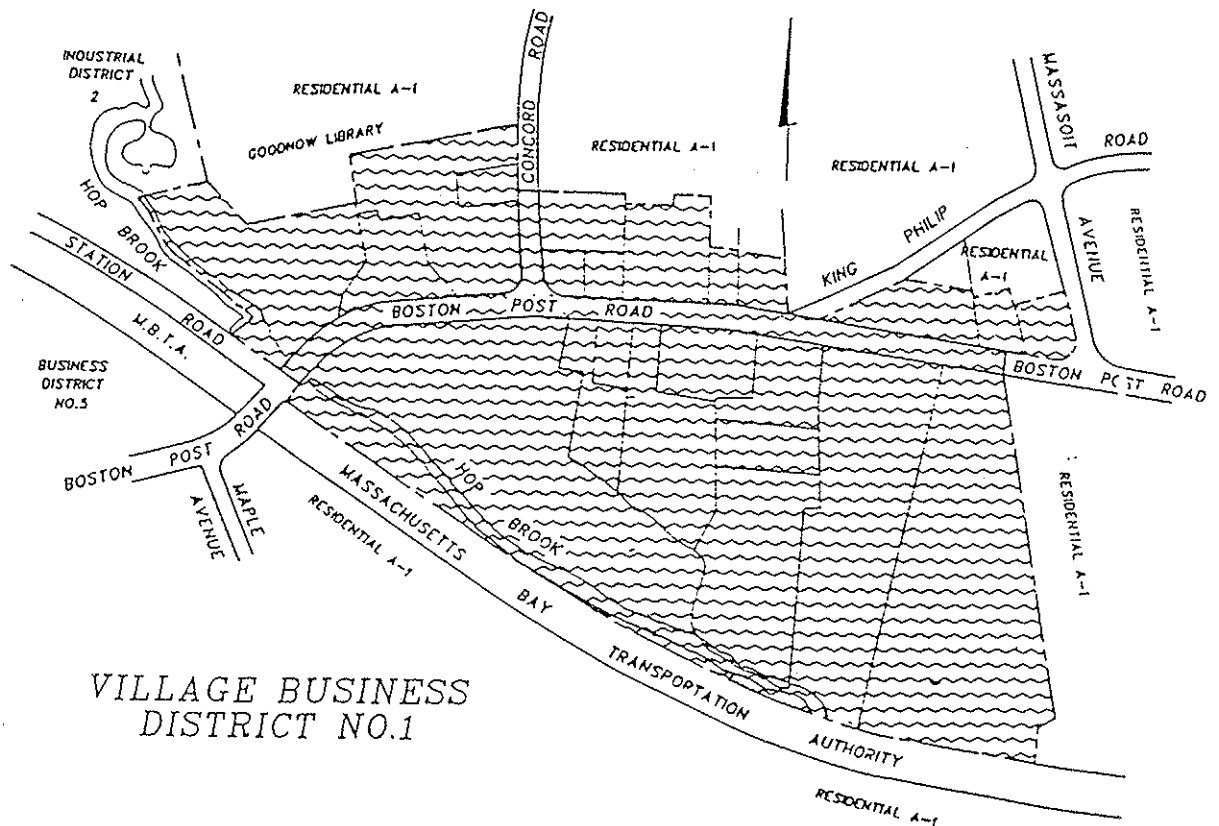 INDUSTRIAL
DISTRICT
2
RESIDENTIAL A-1
GOODNOW LIBRARY
CONCORD ROAD
RESIDENTIAL A-1
RESIDENTIAL A-1
MASSASOIT
ROAD
AVENUE
KING PHILIP
RESIDENTIAL
A-1
RESIDENTIAL A-1
HOP BROOK
STATION ROAD
M.B.T.A.
BUSINESS
DISTRICT
NO.5
BOSTON POST ROAD
BOSTON POST ROAD
BOSTON POST ROAD
MAPLE
AVENUE
HOP BROOK
MASSACHUSETTS BAY TRANSPORTATION AUTHORITY
RESIDENTIAL A-1
RESIDENTIAL A-1
RESIDENTIAL A-1
VILLAGE BUSINESS
DISTRICT NO.1